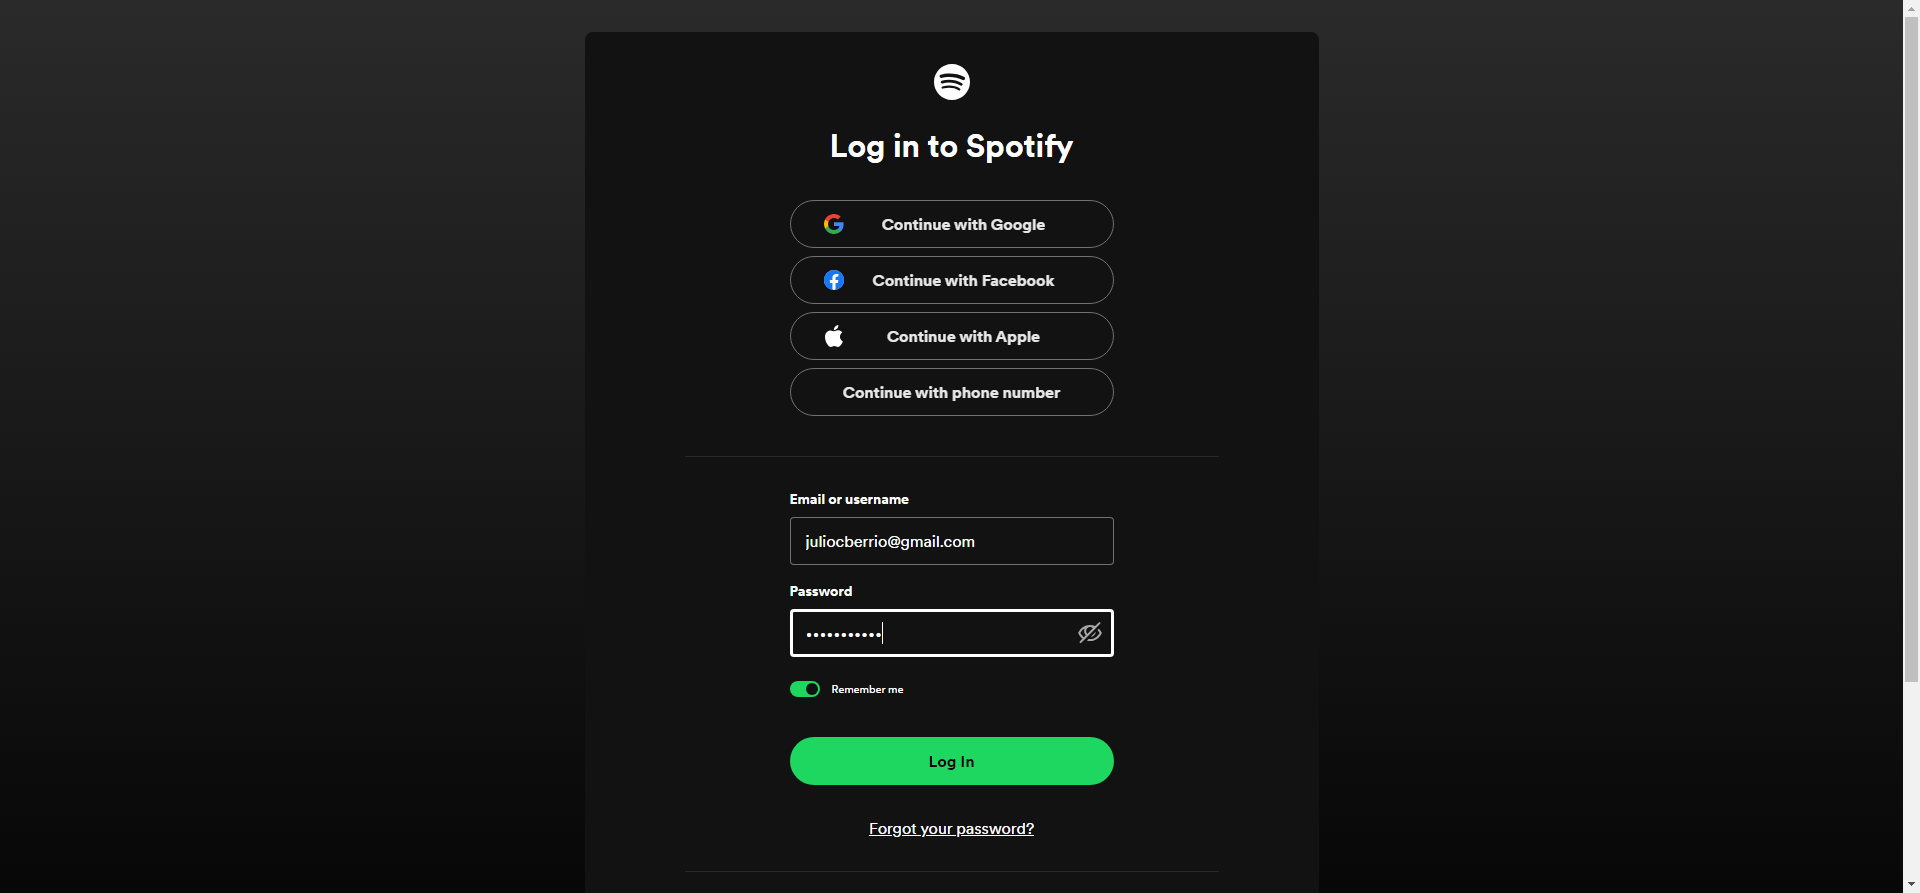 Log in to Spotify
Continue with Google
Continue with Facebook
Continue with Apple
Continue with phone number
Email or username
juliocberrio@gmail.com
Password
•••••••••••
Remember me
Log In
Forgot your password?